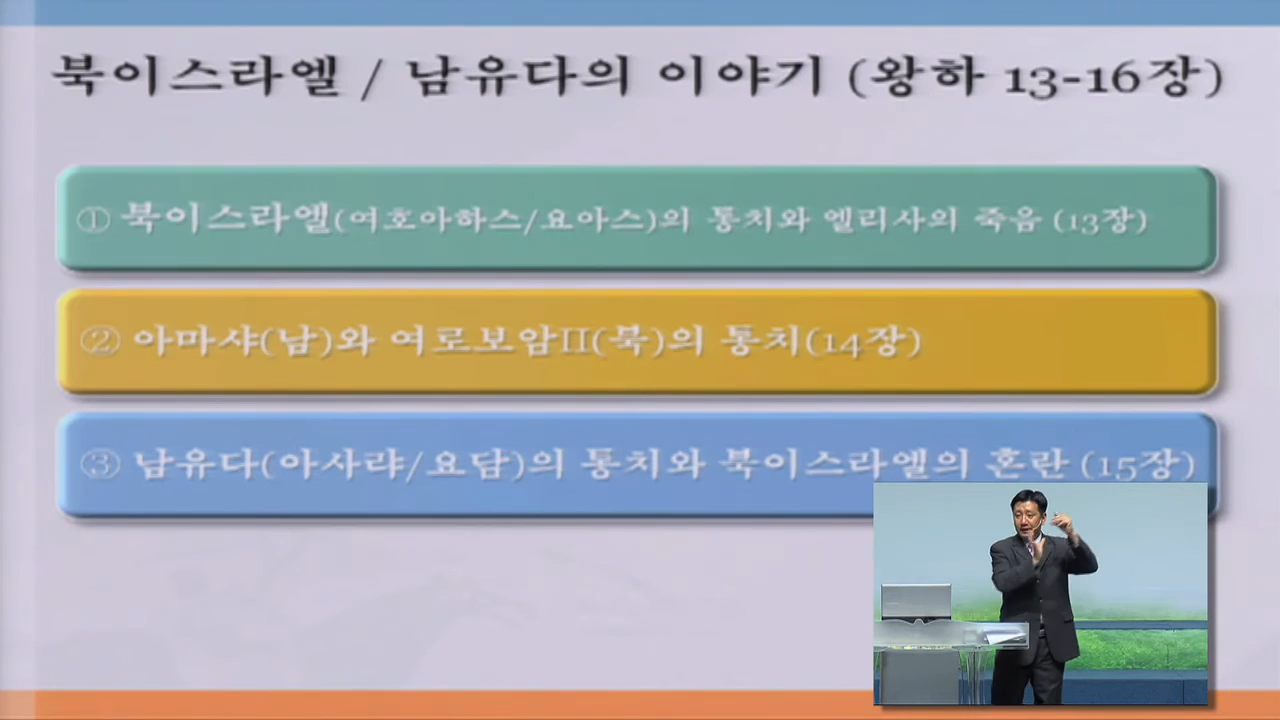 북이스라엘 / 남유다의 이야기 (왕하 13-16장)
① 북이스라엘(여호아하스/요아스)의 통치와 엘리사의 죽음 (13장)
② 아마샤(남)와 여로보암II(북)의 통치(14장)
③ 남유다(아사랴/요담)의 통치와 북이스라엘의 혼란 (15장)